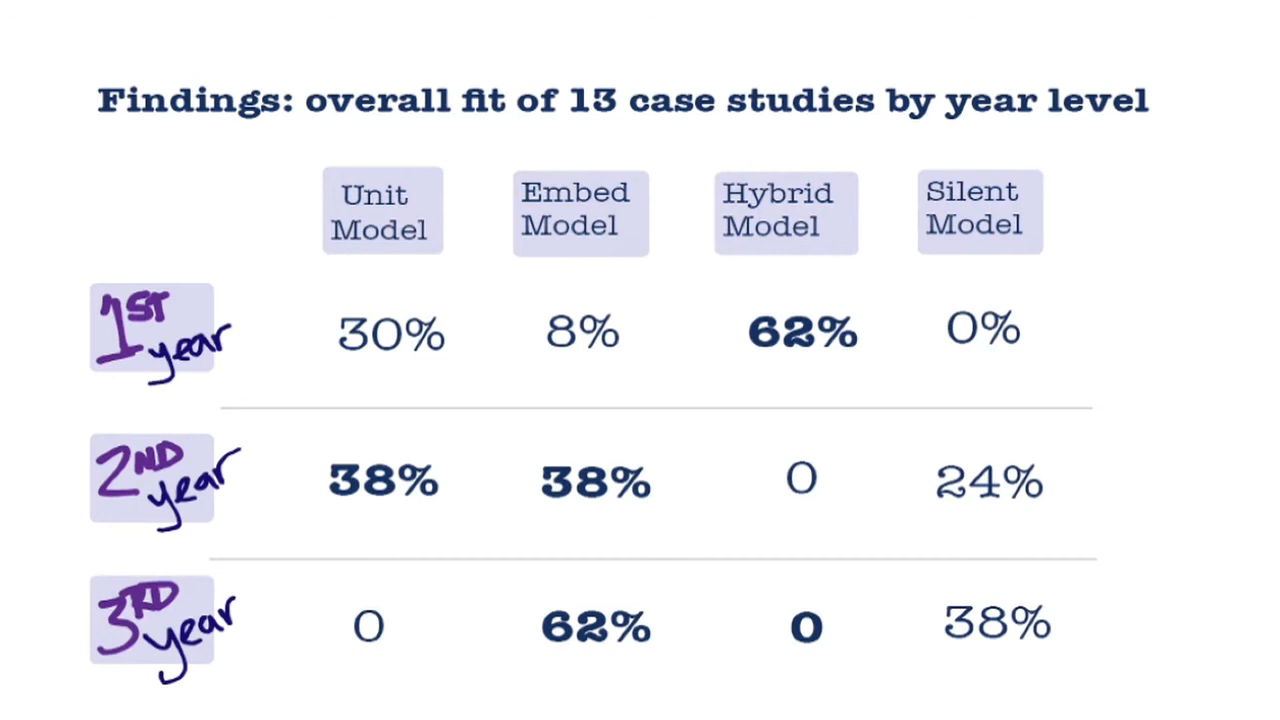 Findings: overall fit of 13 case studies by year level
Unit
Model
Embed
Model
Hybrid
Model
Silent
Model
1ST
year
30% 8% 62% 0%
2ND
year
38% 38% 0 24%
3RD
year
0 62% 0 38%